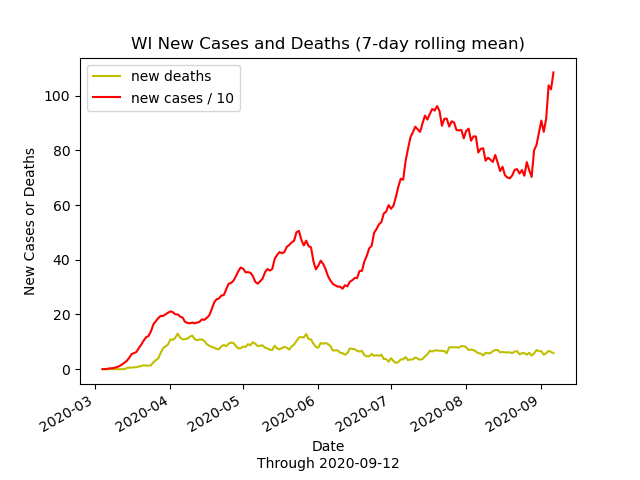 WI New Cases and Deaths (7-day rolling mean)
new deaths
new cases / 10
New Cases or Deaths
100
80
60
40
20
0
2020-03
2020-04
2020-05
2020-06
2020-07
2020-08
2020-09
Date
Through 2020-09-12